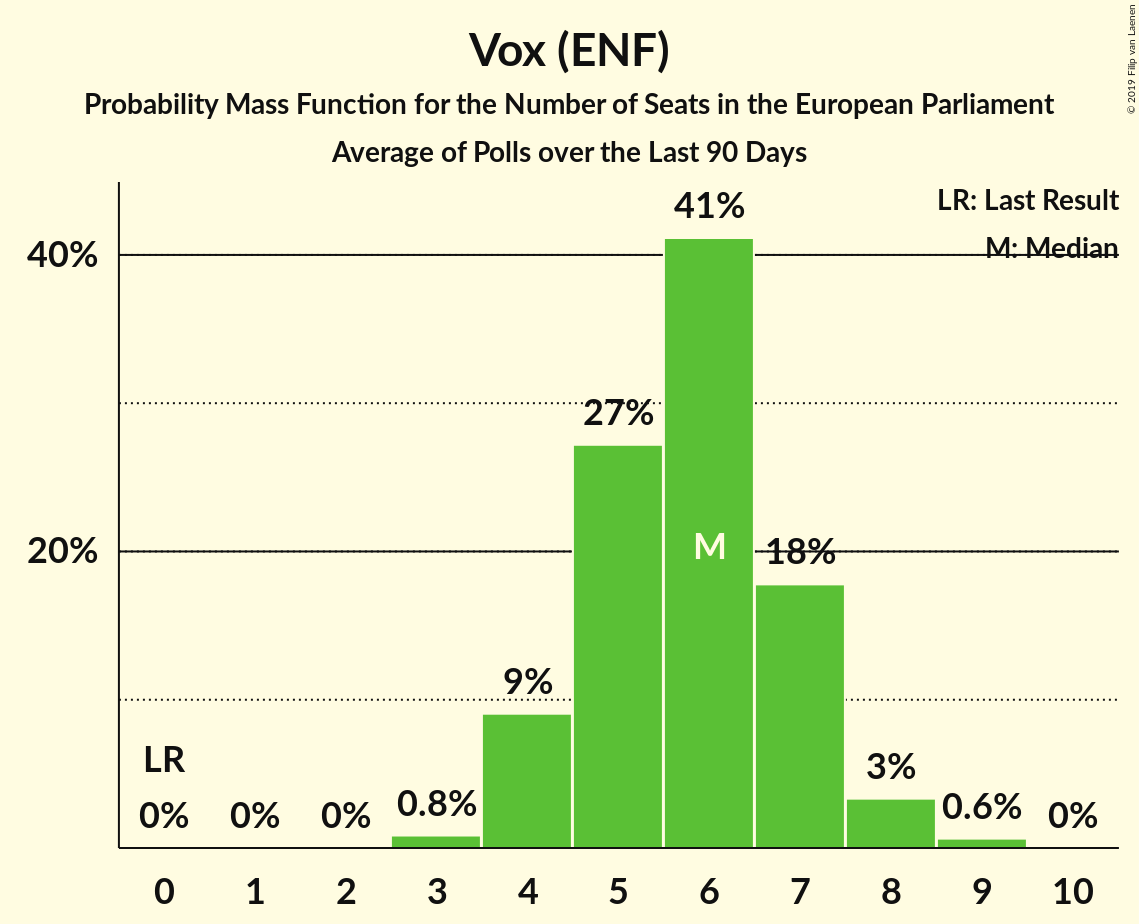 Vox (ENF)
Probability Mass Function for the Number of Seats in the European Parliament
Average of Polls over the Last 90 Days
© 2019 Filip van Laenen
LR: Last Result
M: Median
41%
40%
27%
M
18%
20%
9%
LR
3%
0% 0% 0% 0.8% 0.6% 0%
0 1 2 3 4 5 6 7 8 9 10